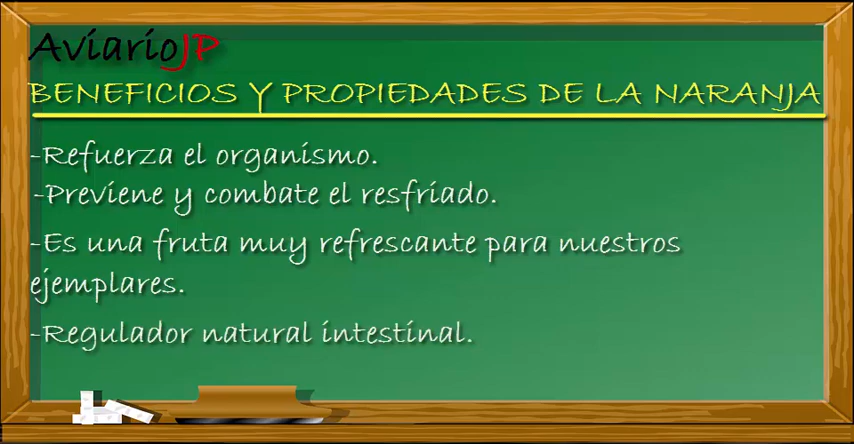 AviarioJP
BENEFICIOS Y PROPIEDADES DE LA NARANJA
-Refuerza el organismo.
-Previene y combate el resfriado.
-Es una fruta muy refrescante para nuestros
ejemplares.
-Regulador natural intestinal.